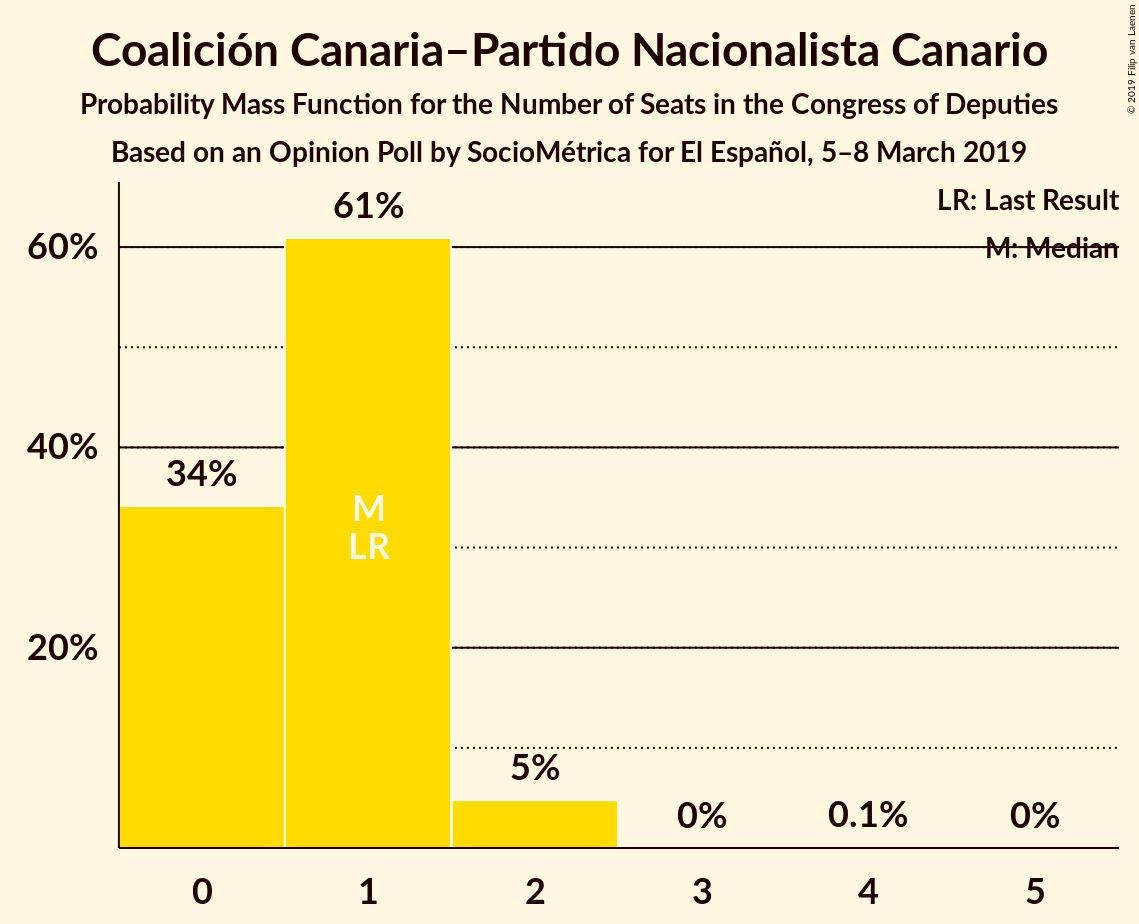 Coalición Canaria–Partido Nacionalista Canario
Probability Mass Function for the Number of Seats in the Congress of Deputies
Based on an Opinion Poll by SocioMétrica for El Español, 5–8 March 2019
© 2019 Filip van Laenen
LR: Last Result
M: Median
61%
60%
40%
34%
M
LR
20%
5%
0%
0.1%
0%
0
1
2
3
4
5